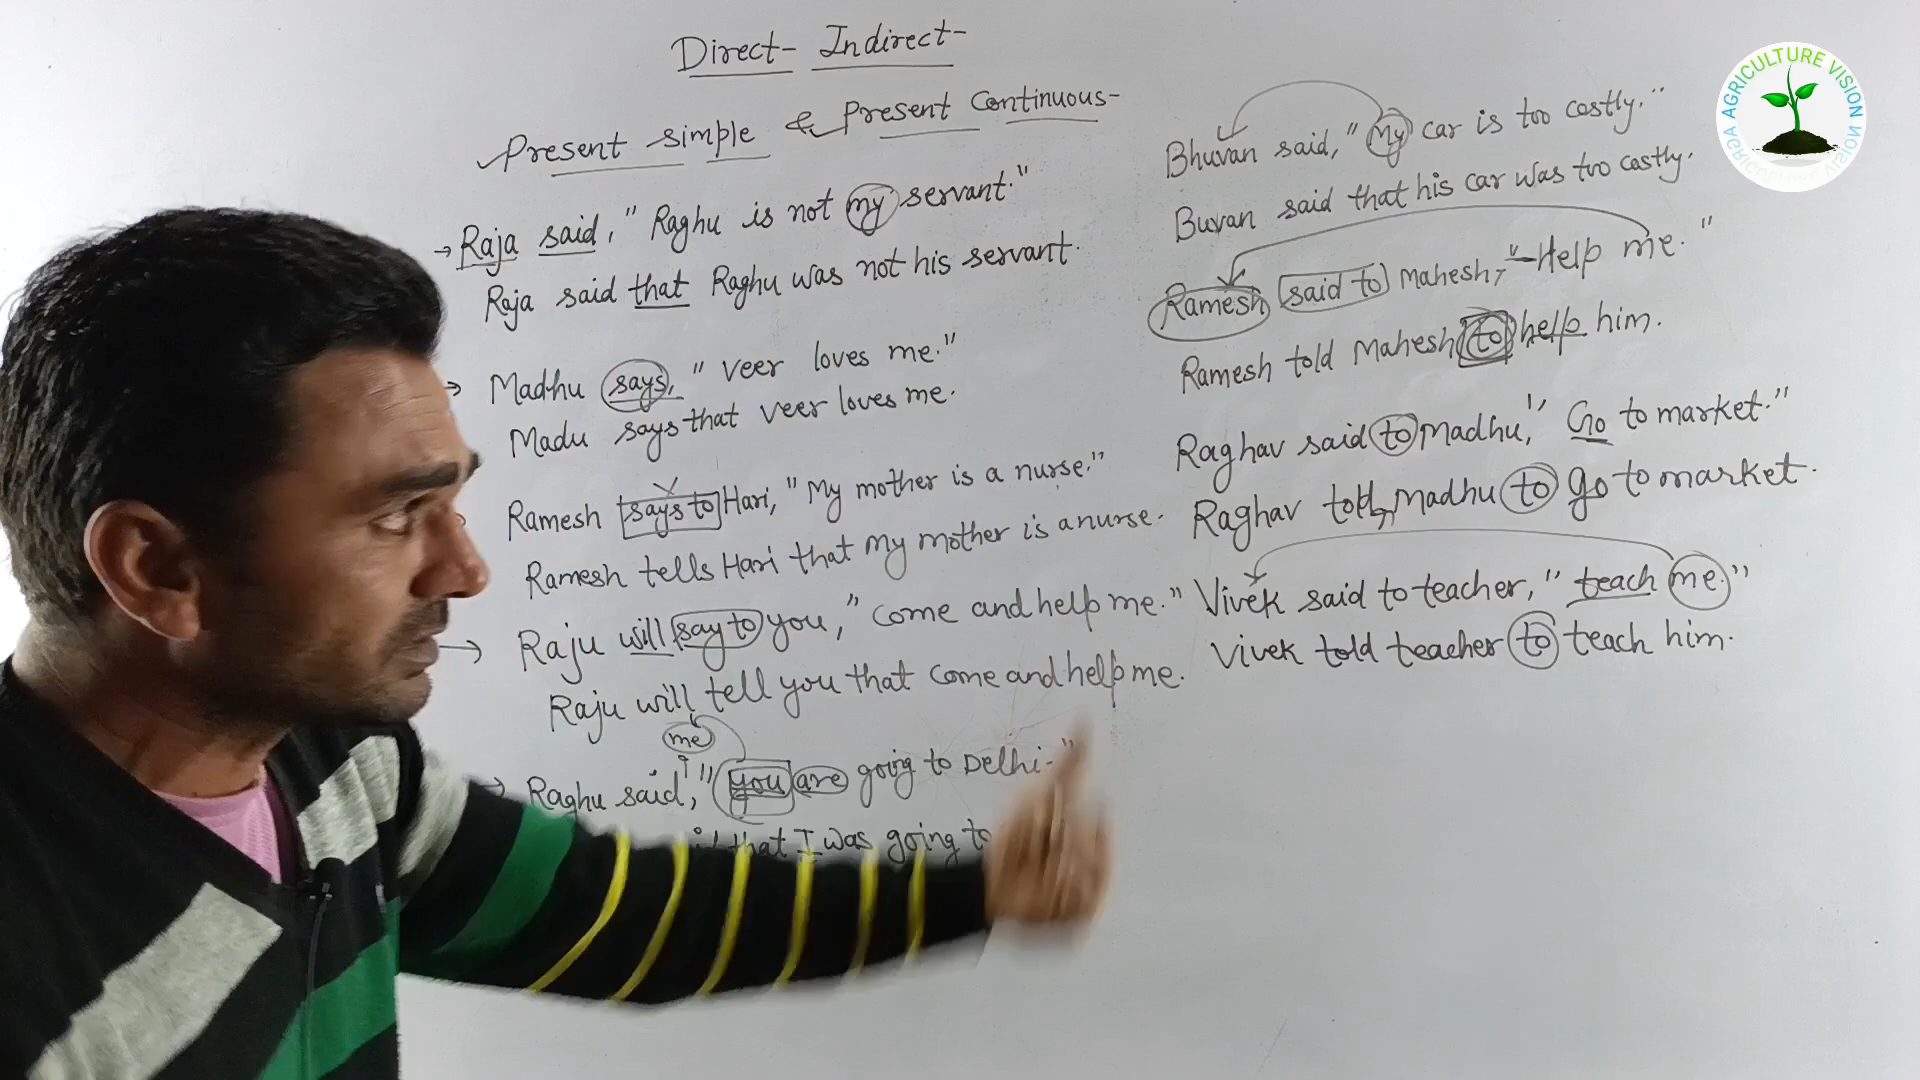 Direct- Indirect-
Present simple & Present Continuous-
Raja said, "Raghu is not my servant."
Raja said that Raghu was not his servant.
Madhu says, "Veer loves me."
Madu says that veer loves me.
Ramesh says to Hari, "My mother is a nurse."
Ramesh tells Hari that my mother is a nurse.
Raju will say to you, "Come and help me."
Raju will tell you that come and help me.
me
Raghu said, "you are going to Delhi."
that I was going to
Bhuvan said, "My car is too costly."
Buvan said that his car was too costly.
Ramesh said to Mahesh, "Help me."
Ramesh told Mahesh to help him.
Raghav said to Madhu, "Go to market."
Raghav told Madhu to go to market.
Vivek said to teacher, "teach me."
Vivek told teacher to teach him.
AGRICULTURE VISION